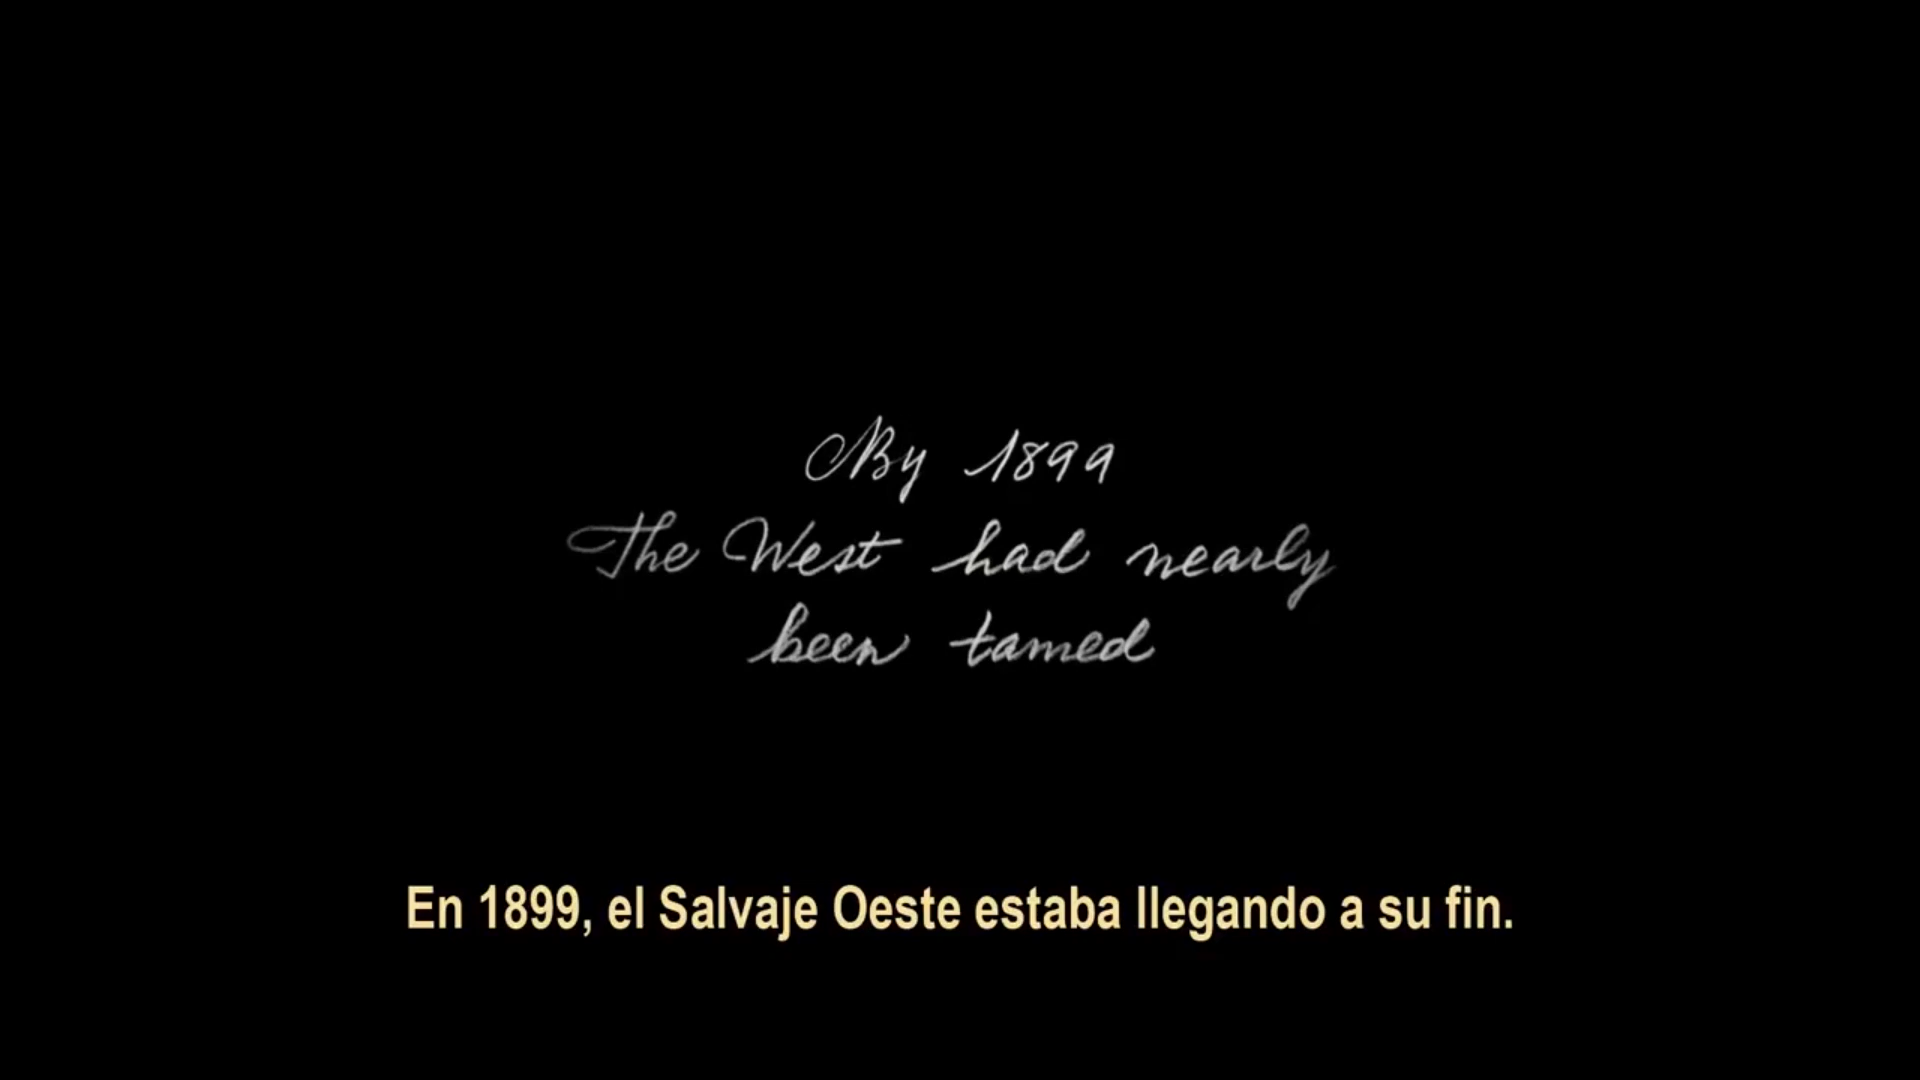 By 1899
The West had nearly
been tamed
En 1899, el Salvaje Oeste estaba llegando a su fin.